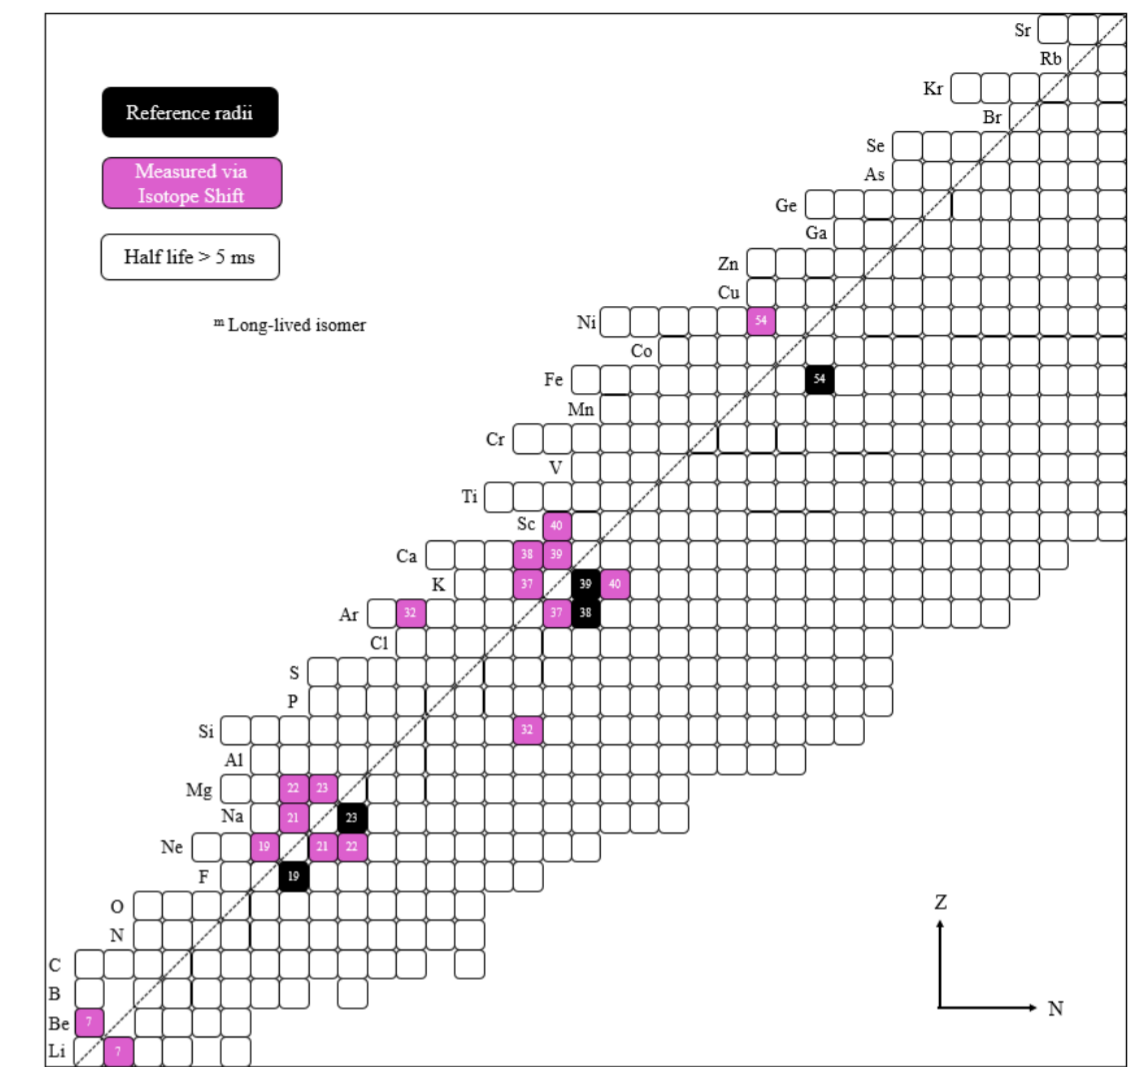 Sr
Rb
Kr
Br
Reference radii
Se
Measured via
Isotope Shift
As
Ge
Ga
Half life > 5 ms
Zn
Cu
m Long-lived isomer
Ni 54
Co
Fe 54
Mn
Cr
V
Ti
Sc 40
Ca 38 39
K 37 39 40
Ar 32 37 38
Cl
S
P
Si 32
Al
Mg 22 23
Na 21 23
Ne 19 21 22
F 19
O
Z
N
C
B
N
Be 7
Li 7